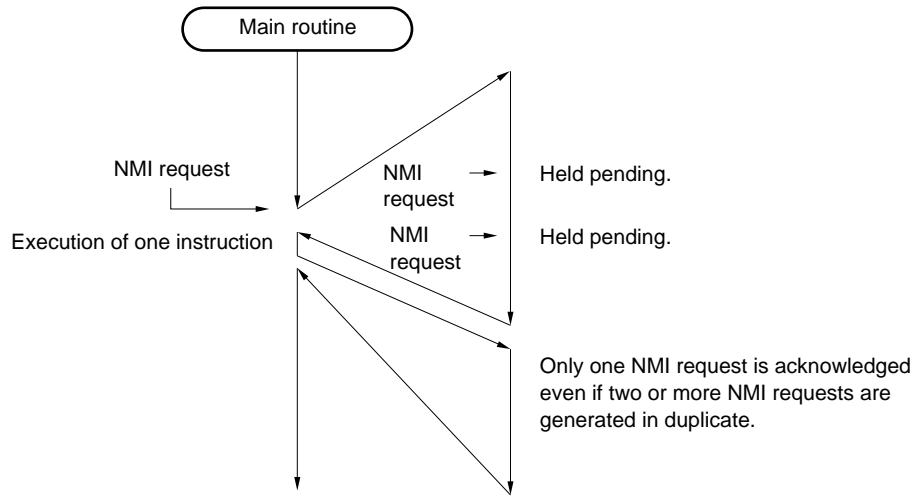 Main routine
NMI request
NMI
request
Held pending.
Execution of one instruction
NMI
request
Held pending.
Only one NMI request is acknowledged
even if two or more NMI requests are
generated in duplicate.